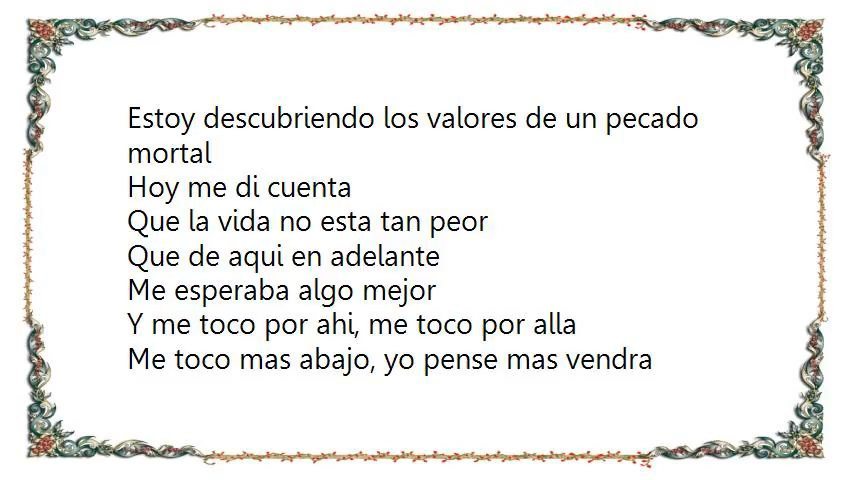 Estoy descubriendo los valores de un pecado
mortal
Hoy me di cuenta
Que la vida no esta tan peor
Que de aqui en adelante
Me esperaba algo mejor
Y me toco por ahi, me toco por alla
Me toco mas abajo, yo pense mas vendra